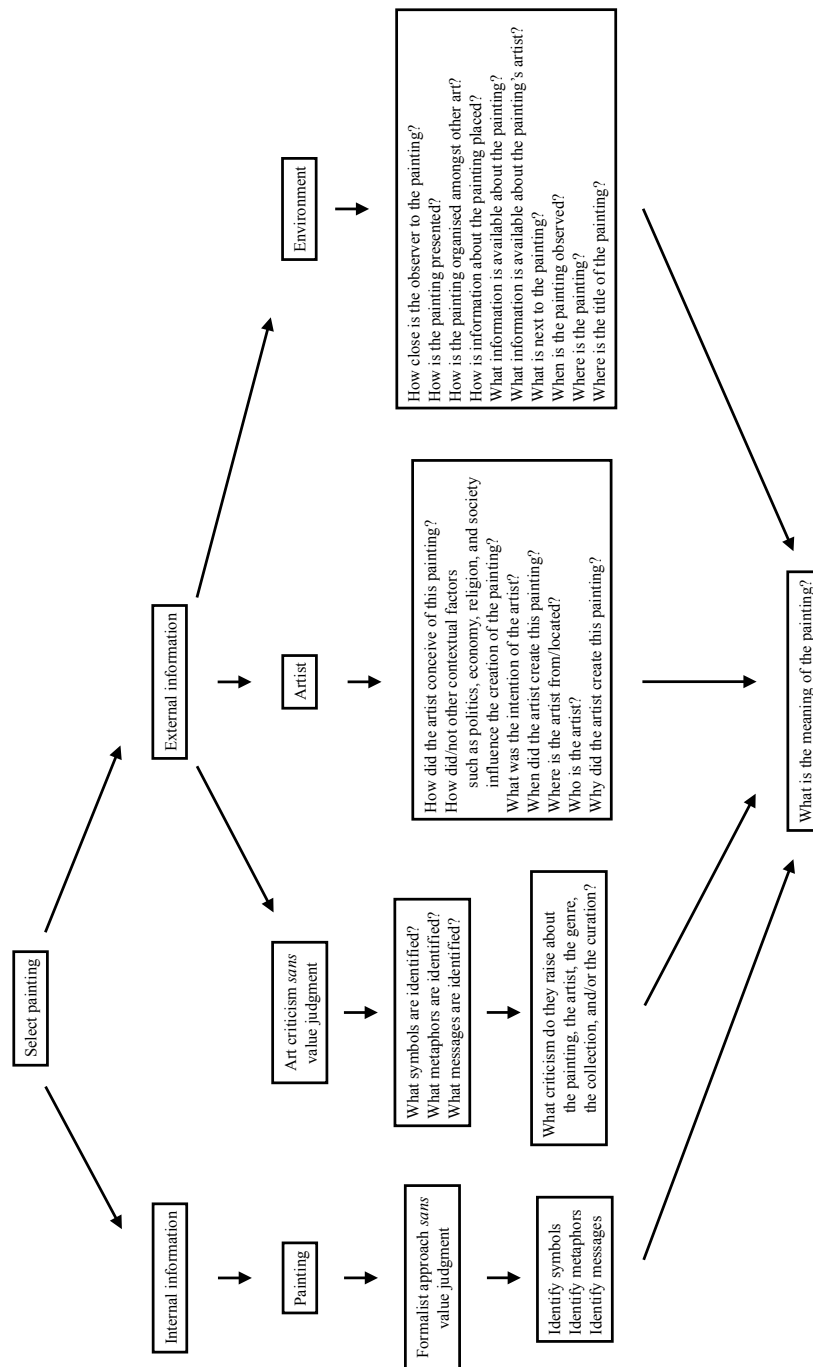 Select painting
Internal information
External information
Painting
Art criticism sans
value judgment
Artist
Environment
Formalist approach sans
value judgment
What symbols are identified?
What metaphors are identified?
What messages are identified?
How did the artist conceive of this painting?
How did/not other contextual factors
such as politics, economy, religion, and society
influence the creation of the painting?
What was the intention of the artist?
When did the artist create this painting?
Where is the artist from/located?
Who is the artist?
Why did the artist create this painting?
How close is the observer to the painting?
How is the painting presented?
How is the painting organised amongst other art?
How is information about the painting placed?
What information is available about the painting?
What information is available about the painting's artist?
What is next to the painting?
When is the painting observed?
Where is the painting?
Where is the title of the painting?
Identify symbols
Identify metaphors
Identify messages
What criticism do they raise about
the painting, the artist, the genre,
the collection, and/or the curation?
What is the meaning of the painting?